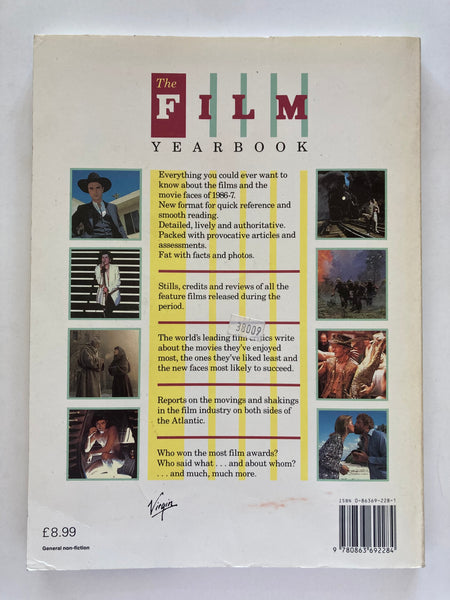 The
FILM
YEARBOOK
Everything you could ever want to
know about the films and the
movie faces of 1986-7.
New format for quick reference and
smooth reading.
Detailed, lively and authoritative.
Packed with provocative articles and
assessments.
Fat with facts and photos.
Stills, credits and reviews of all the
feature films released during the
period.
38009
The world's leading film critics write
about the movies they've enjoyed
most, the ones they've liked least and
the new faces most likely to succeed.
Reports on the movings and shakings
in the film industry on both sides of
the Atlantic.
Who won the most film awards?
Who said what . . . and about whom?
. . . and much, much more.
Virgin
£8.99
General non-fiction
ISBN 0-86369-228-1
9 780863 692284